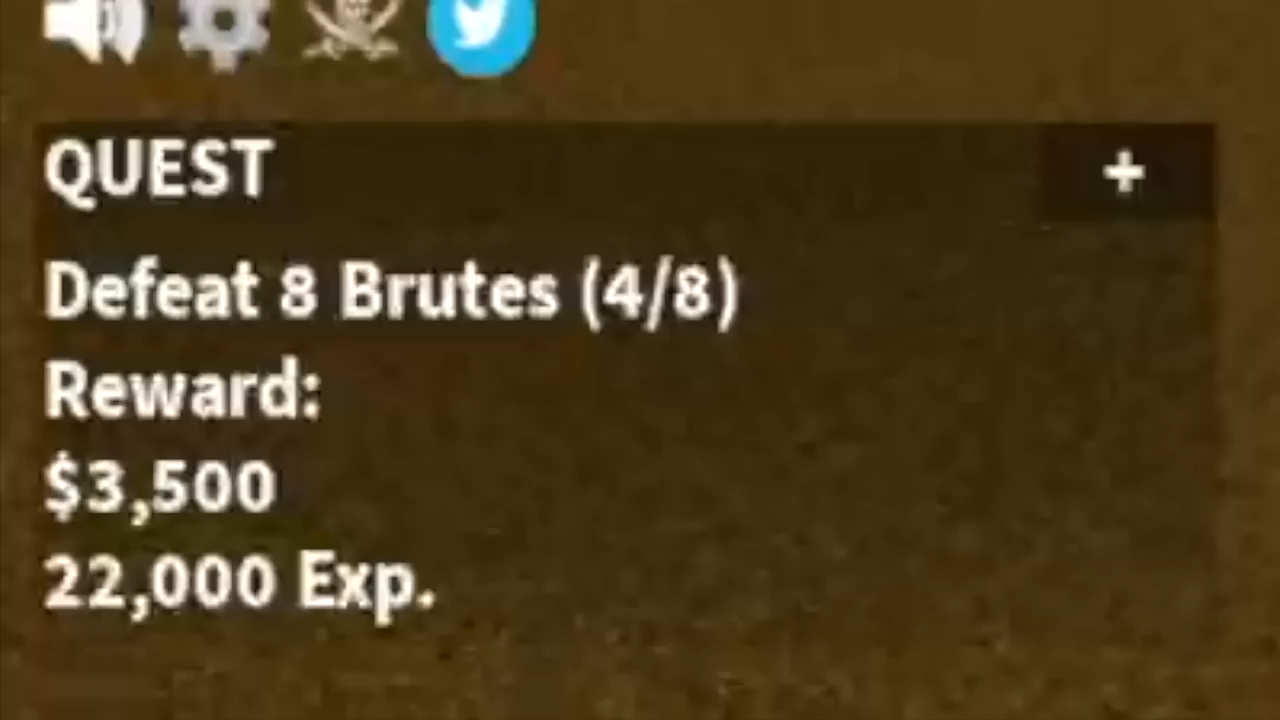 QUEST
+
Defeat 8 Brutes (4/8)
Reward:
$3,500
22,000 Exp.